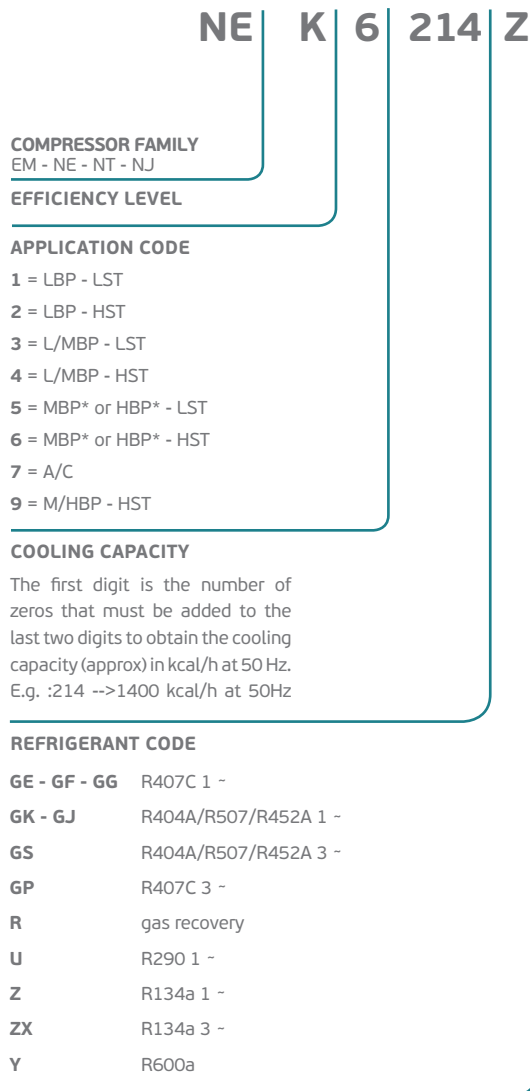 NE K 6 214 Z
COMPRESSOR FAMILY
EM - NE - NT - NJ
EFFICIENCY LEVEL
APPLICATION CODE
1 = LBP - LST
2 = LBP - HST
3 = L/MBP - LST
4 = L/MBP - HST
5 = MBP* or HBP* - LST
6 = MBP* or HBP* - HST
7 = A/C
9 = M/HBP - HST
COOLING CAPACITY
The first digit is the number of
zeros that must be added to the
last two digits to obtain the cooling
capacity (approx) in kcal/h at 50 Hz.
E.g. :214 -->1400 kcal/h at 50Hz
REFRIGERANT CODE
GE - GF - GG R407C 1 ~
GK - GJ R404A/R507/R452A 1 ~
GS R404A/R507/R452A 3 ~
GP R407C 3 ~
R gas recovery
U R290 1 ~
Z R134a 1 ~
ZX R134a 3 ~
Y R600a